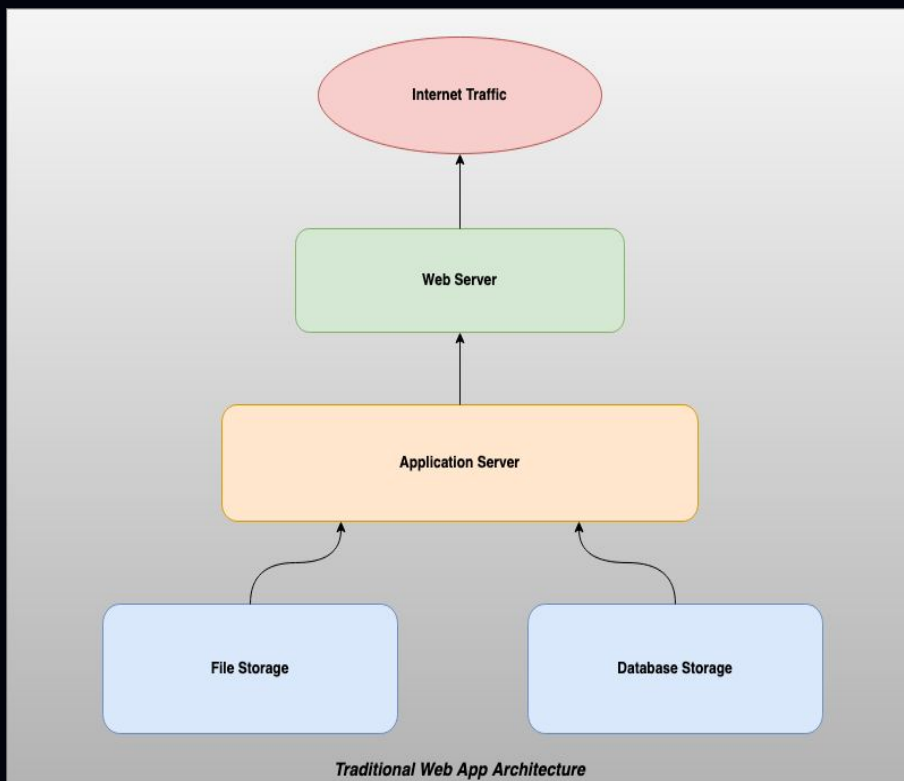 Internet Traffic
Web Server
Application Server
File Storage
Database Storage
Traditional Web App Architecture